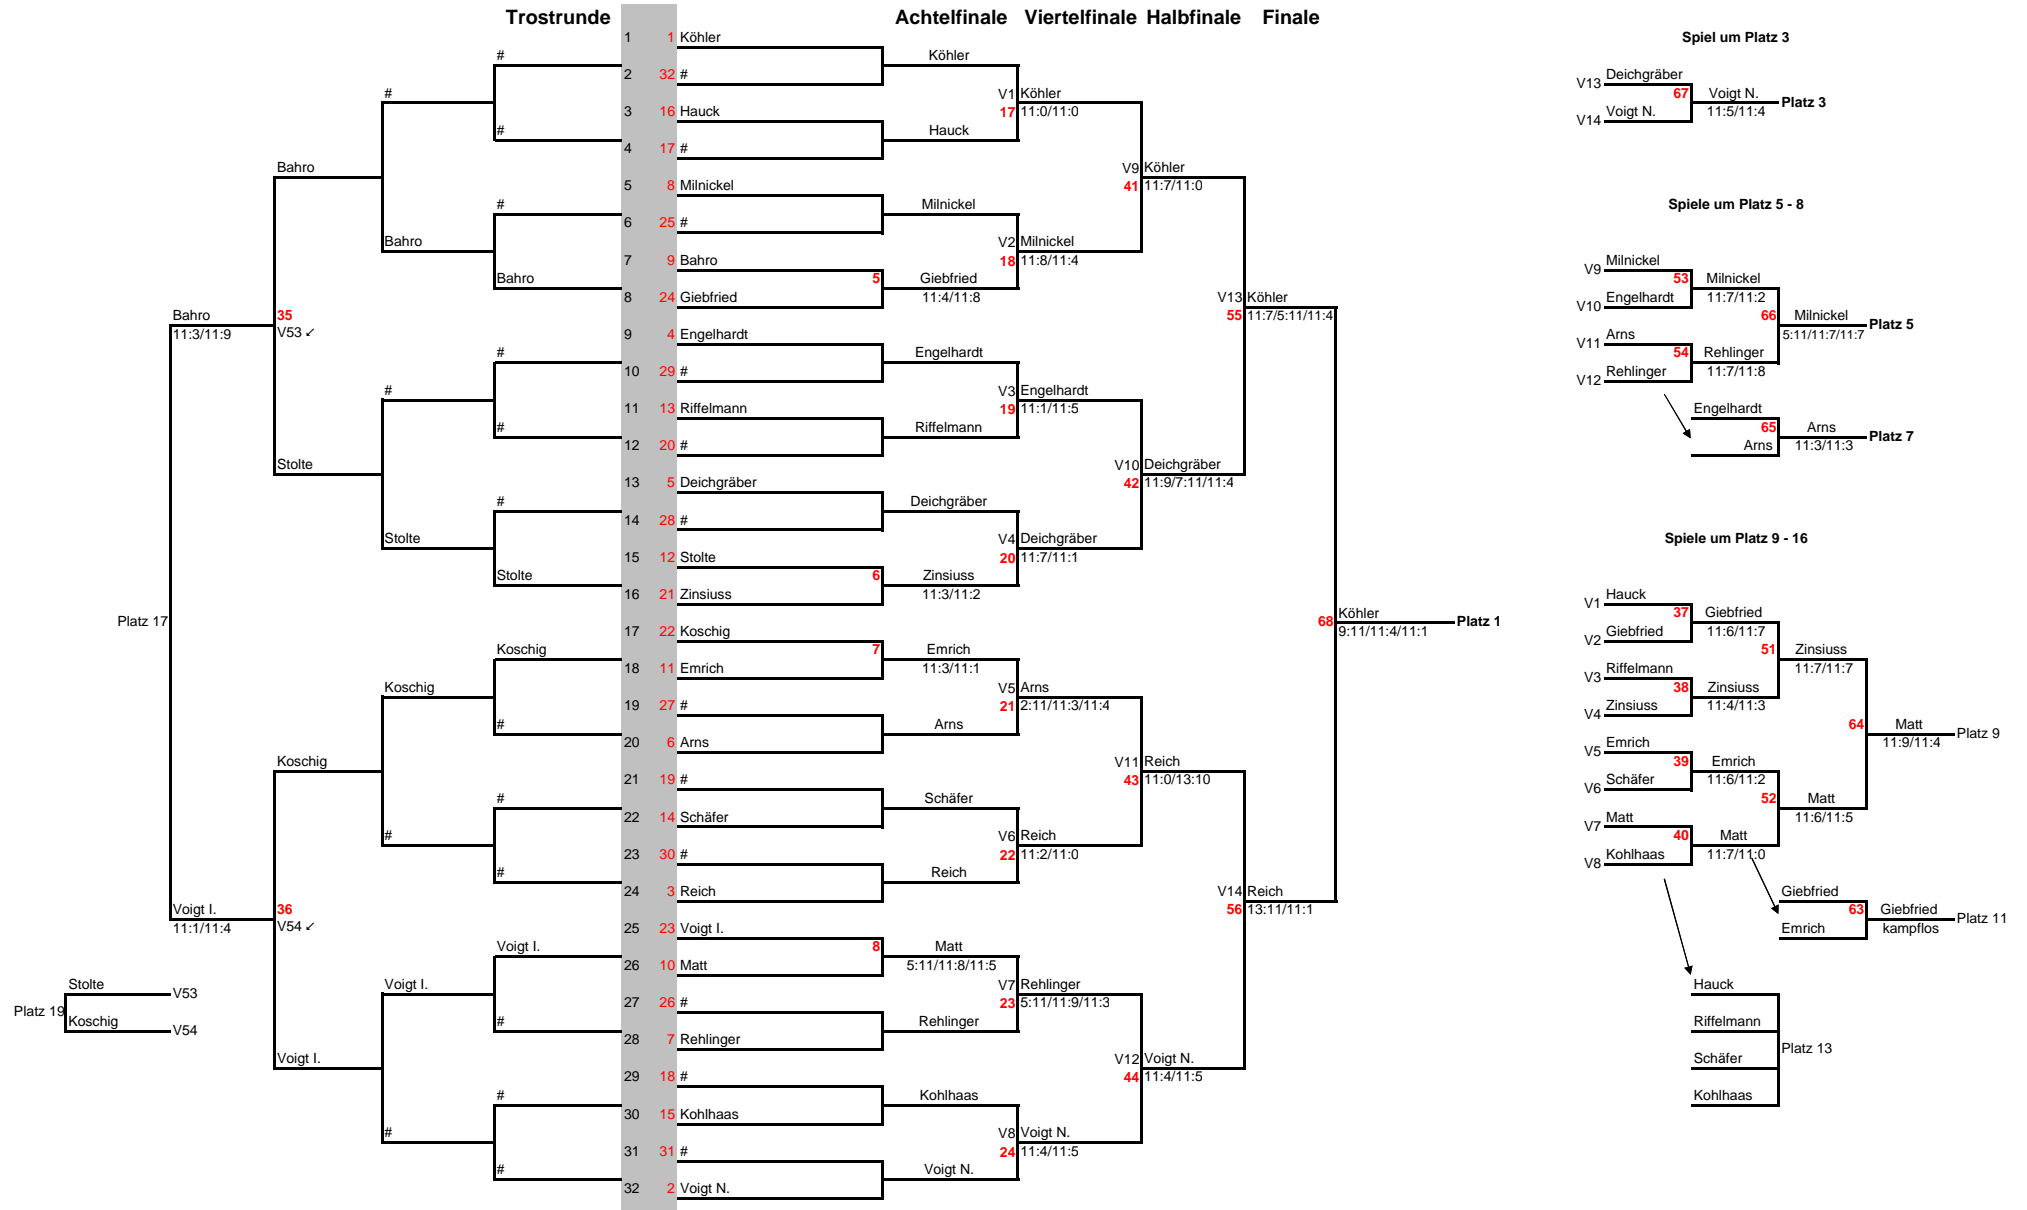 Trostrunde Achtelfinale Viertelfinale Halbfinale Finale
1 1 Köhler
# Köhler
2 32 #
# V1 Köhler
3 16 Hauck 17 11:0/11:0
# Hauck
4 17 #
Bahro V9 Köhler
5 8 Milnickel 41 11:7/11:0
# Milnickel
6 25 #
Bahro V2 Milnickel
7 9 Bahro 18 11:8/11:4
Bahro 5 Giebfried
11:4/11:8
8 24 Giebfried V13 Köhler
Bahro 35 55 11:7/5:11/11:4
11:3/11:9 V53 ↙
9 4 Engelhardt
# Engelhardt
10 29 #
# V3 Engelhardt
11 13 Riffelmann 19 11:1/11:5
# Riffelmann
12 20 #
Stolte V10 Deichgräber
13 5 Deichgräber 42 11:9/7:11/11:4
# Deichgräber
14 28 #
Stolte V4 Deichgräber
15 12 Stolte 20 11:7/11:1
Stolte 6 Zinsiuss
11:3/11:2
16 21 Zinsiuss
Platz 17 68 Köhler Platz 1
9:11/11:4/11:1
17 22 Koschig
Koschig 7 Emrich
11:3/11:1
18 11 Emrich
Koschig V5 Arns
19 27 # 21 2:11/11:3/11:4
# Arns
20 6 Arns
Koschig V11 Reich
21 19 # 43 11:0/13:10
# Schäfer
22 14 Schäfer
# V6 Reich
23 30 # 22 11:2/11:0
# Reich
24 3 Reich V14 Reich
Voigt I. 36 56 13:11/11:1
11:1/11:4 V54 ↙
25 23 Voigt I.
Voigt I. 8 Matt
5:11/11:8/11:5
26 10 Matt
Voigt I. V7 Rehlinger
27 26 # 23 5:11/11:9/11:3
# Rehlinger
28 7 Rehlinger
Voigt I. V12 Voigt N.
29 18 # 44 11:4/11:5
# Kohlhaas
30 15 Kohlhaas
# V8 Voigt N.
31 31 # 24 11:4/11:5
# Voigt N.
32 2 Voigt N.
Stolte V53
Platz 19
Koschig V54
Spiel um Platz 3
V13 Deichgräber
67 Voigt N. Platz 3
11:5/11:4
V14 Voigt N.
Spiele um Platz 5 - 8
V9 Milnickel
53 Milnickel
11:7/11:2
V10 Engelhardt
66 Milnickel Platz 5
5:11/11:7/11:7
V11 Arns
54 Rehlinger
11:7/11:8
V12 Rehlinger
Engelhardt
65 Arns Platz 7
11:3/11:3
Arns
Spiele um Platz 9 - 16
V1 Hauck
37 Giebfried
11:6/11:7
V2 Giebfried
51 Zinsiuss
11:7/11:7
V3 Riffelmann
38 Zinsiuss
11:4/11:3
V4 Zinsiuss
64 Matt Platz 9
11:9/11:4
V5 Emrich
39 Emrich
11:6/11:2
V6 Schäfer
52 Matt
11:6/11:5
V7 Matt
40 Matt
11:7/11:0
V8 Kohlhaas
Giebfried
63 Giebfried Platz 11
kampflos
Emrich
Hauck
Riffelmann
Platz 13
Schäfer
Kohlhaas